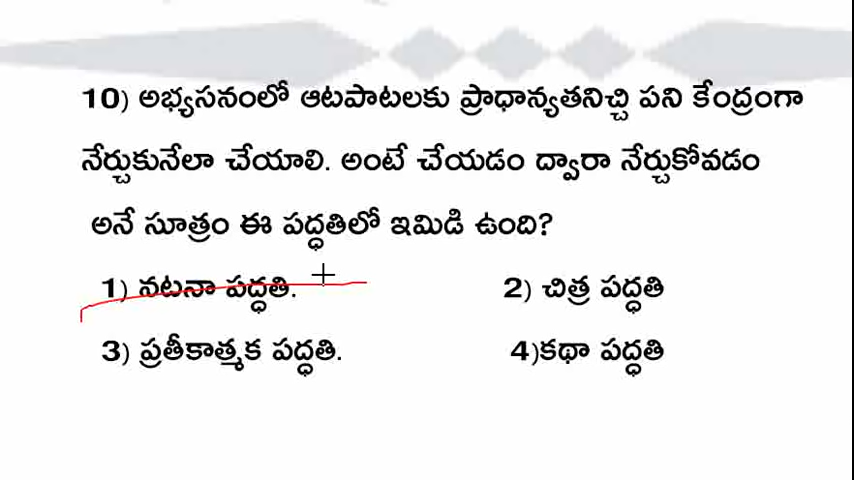 10) అభ్యసనంలో ఆటపాటలకు ప్రాధాన్యతనిచ్చి పని కేంద్రంగా
నేర్చుకునేలా చేయాలి. అంటే చేయడం ద్వారా నేర్చుకోవడం
అనే సూత్రం ఈ పద్ధతిలో ఇమిడి ఉంది?
1) నటనా పద్ధతి. 2) చిత్ర పద్ధతి
3) ప్రతీకాత్మక పద్ధతి. 4)కథా పద్ధతి